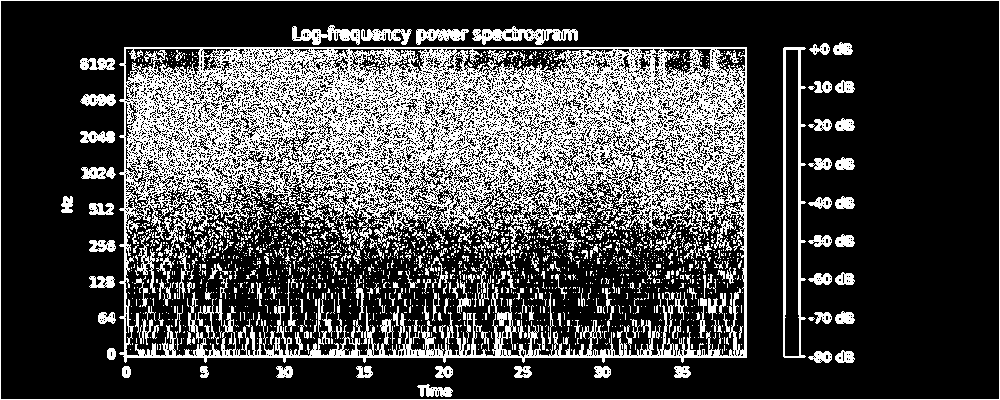 Log-frequency power spectrogram
+0 dB
8192
-10 dB
4096
-20 dB
2048
-30 dB
1024
Hz
512
-40 dB
256
-50 dB
128
-60 dB
64
-70 dB
0
-80 dB
0 5 10 15 20 25 30 35
Time